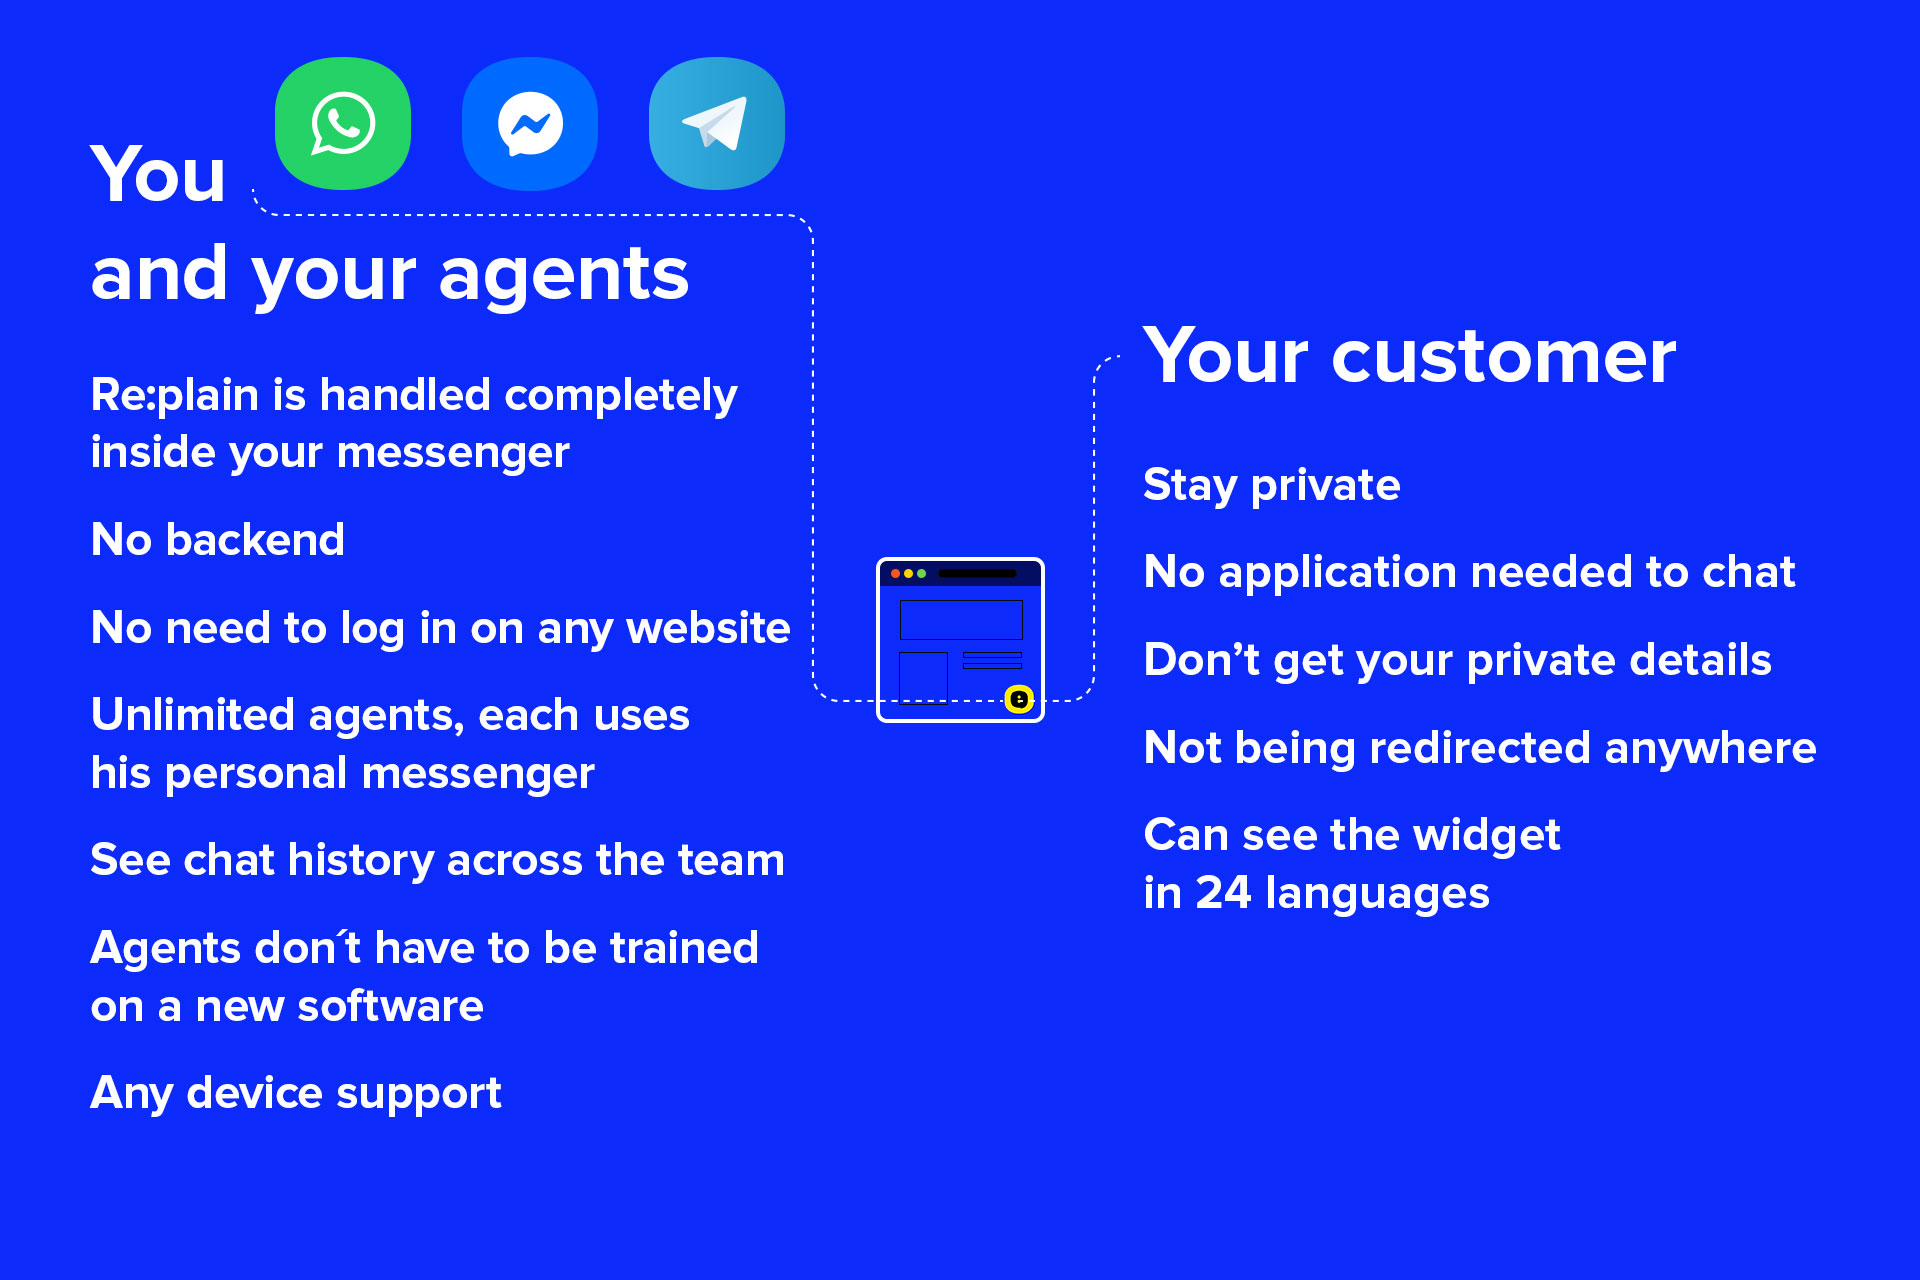 You
and your agents
Re:plain is handled completely
inside your messenger
No backend
No need to log in on any website
Unlimited agents, each uses
his personal messenger
See chat history across the team
Agents don´t have to be trained
on a new software
Any device support
Your customer
Stay private
No application needed to chat
Don’t get your private details
Not being redirected anywhere
Can see the widget
in 24 languages